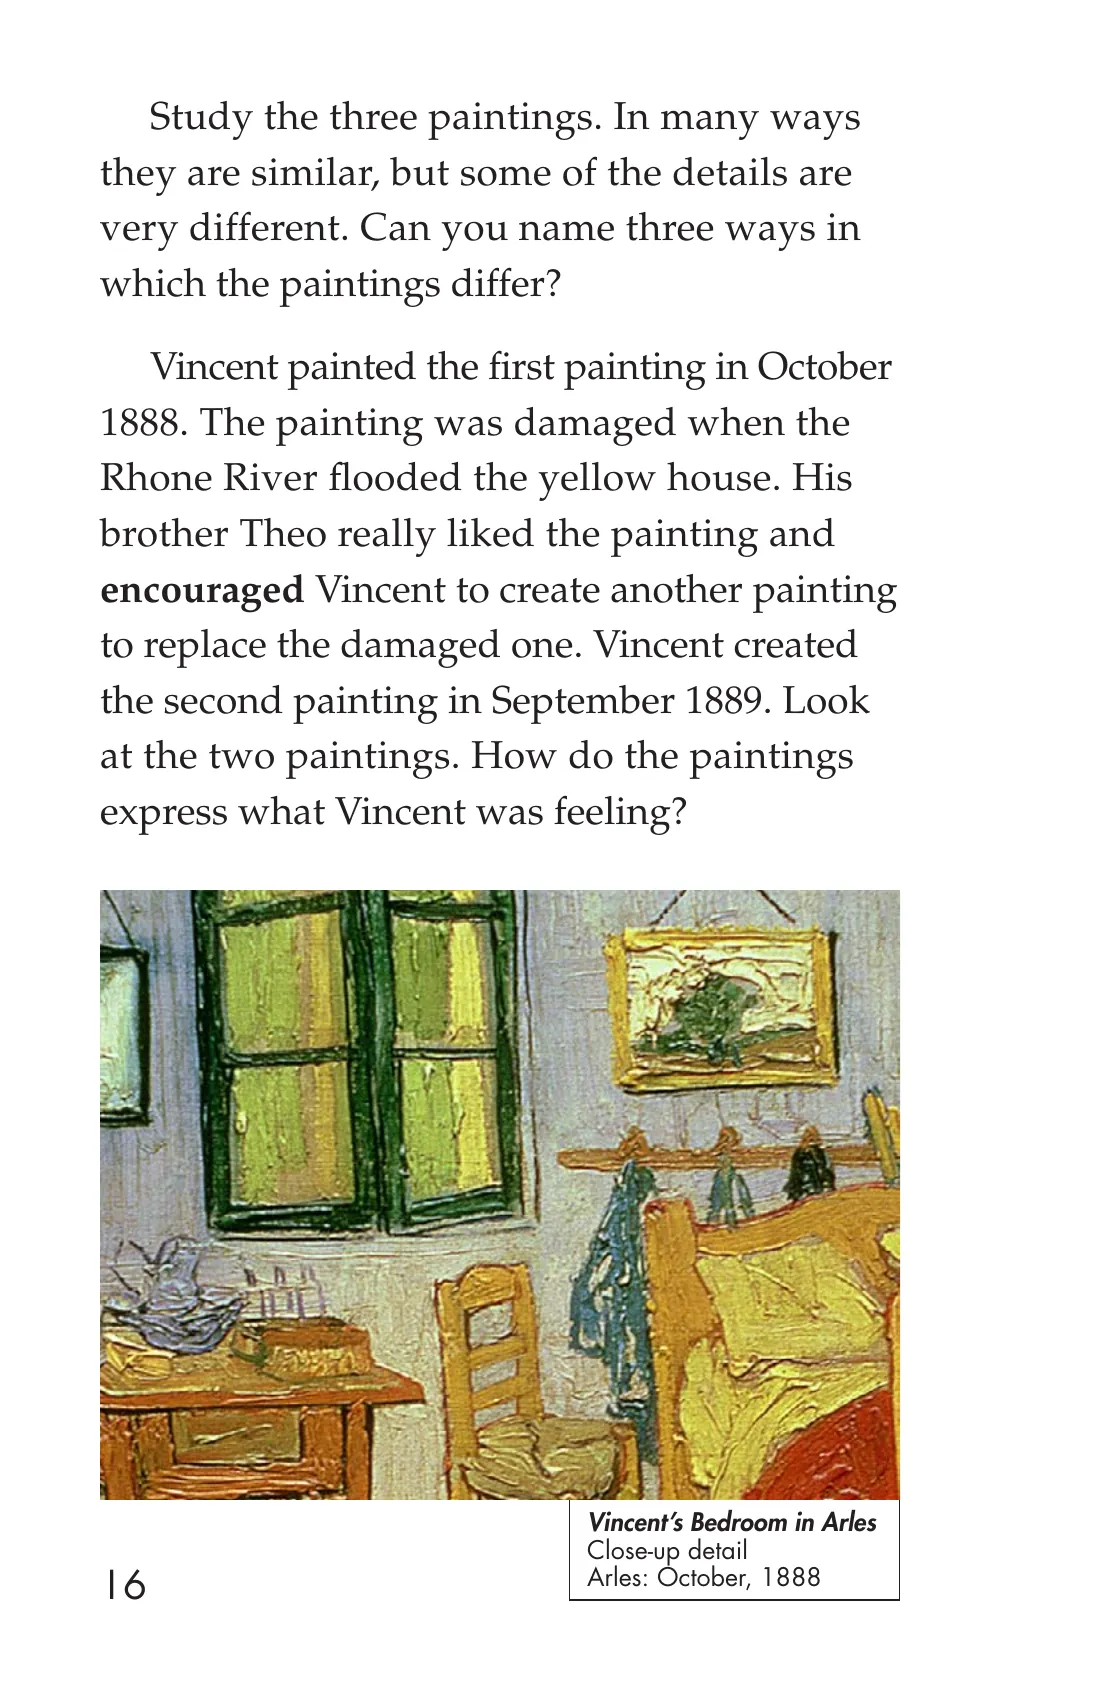 Study the three paintings. In many ways
they are similar, but some of the details are
very different. Can you name three ways in
which the paintings differ?
Vincent painted the first painting in October
1888. The painting was damaged when the
Rhone River flooded the yellow house. His
brother Theo really liked the painting and
encouraged Vincent to create another painting
to replace the damaged one. Vincent created
the second painting in September 1889. Look
at the two paintings. How do the paintings
express what Vincent was feeling?
Vincent’s Bedroom in Arles
Close-up detail
Arles: October, 1888
16